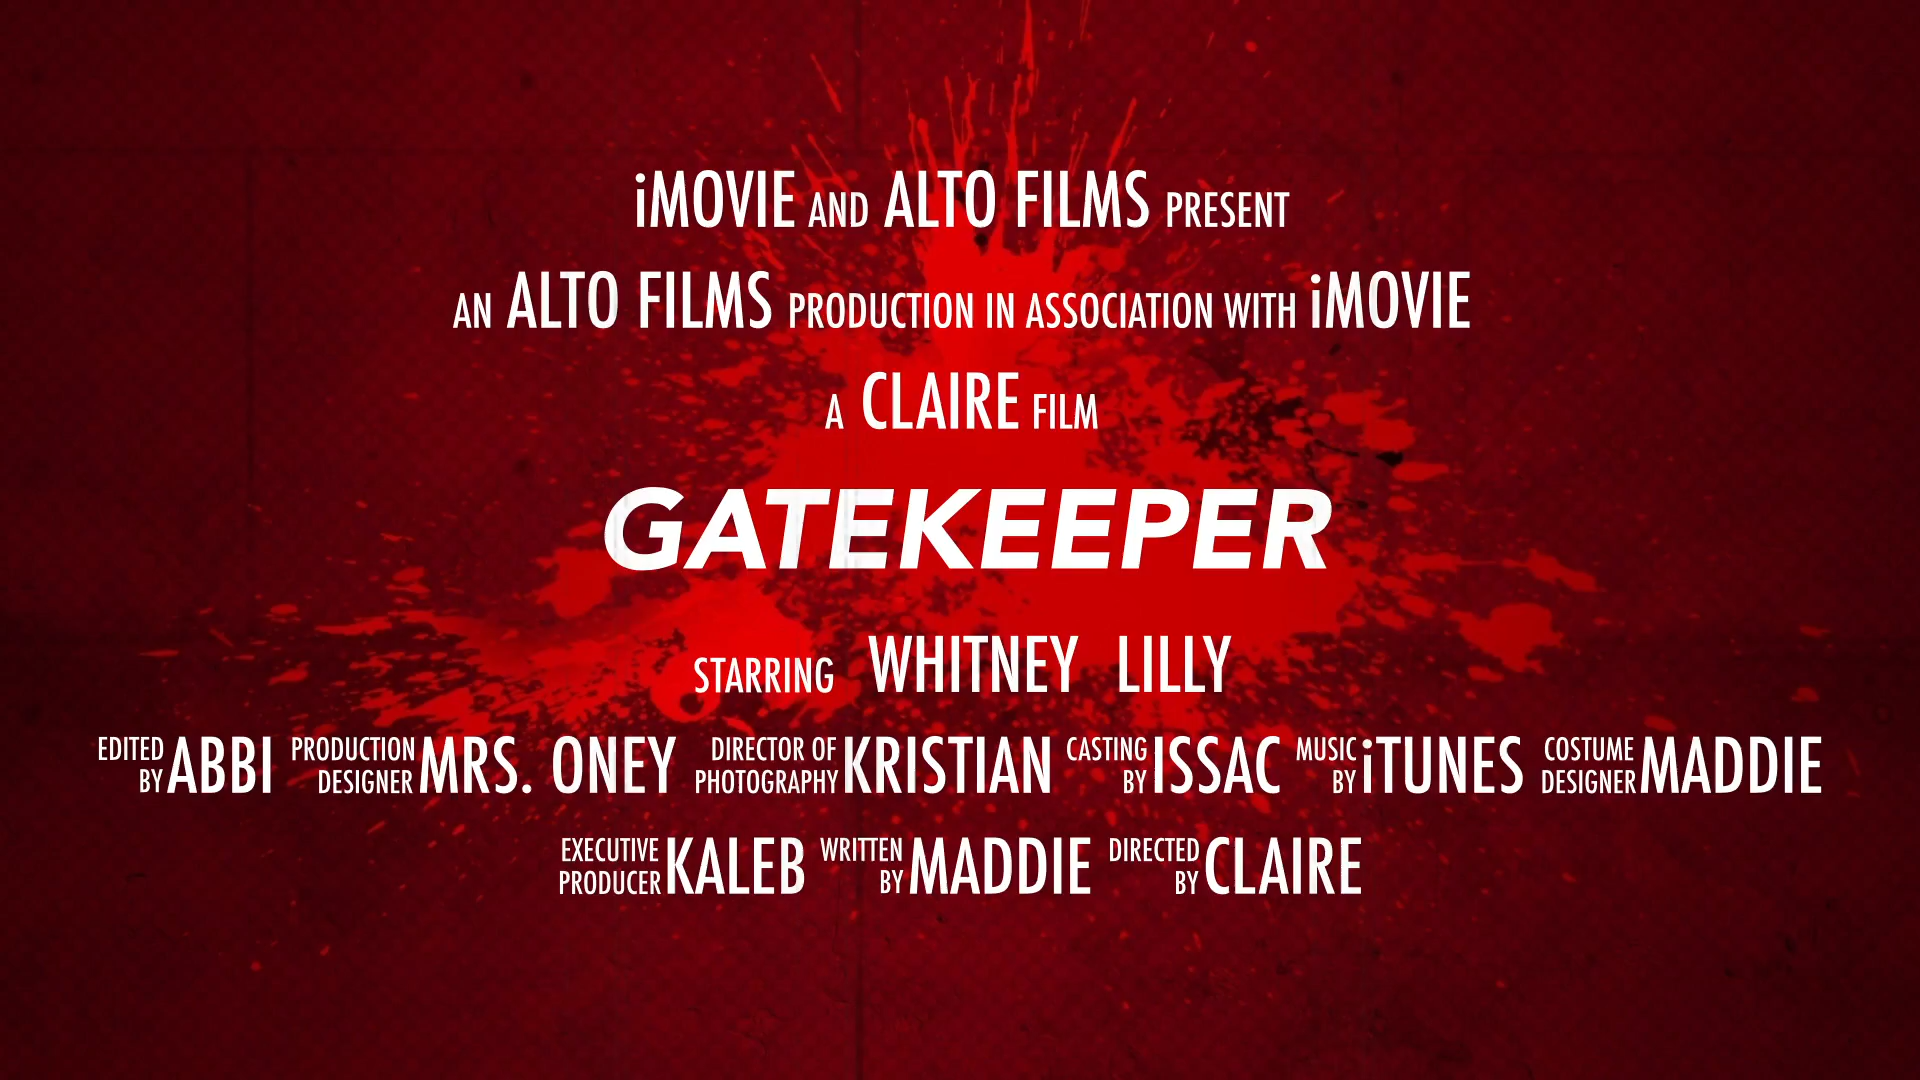 iMOVIE AND ALTO FILMS PRESENT
AN ALTO FILMS PRODUCTION IN ASSOCIATION WITH iMOVIE
A CLAIRE FILM
GATEKEEPER
STARRING WHITNEY LILLY
EDITED BY ABBI PRODUCTION DESIGNER MRS. ONEY DIRECTOR OF PHOTOGRAPHY KRISTIAN CASTING BY ISSAC MUSIC BY iTUNES COSTUME DESIGNER MADDIE
EXECUTIVE PRODUCER KALEB WRITTEN BY MADDIE DIRECTED BY CLAIRE